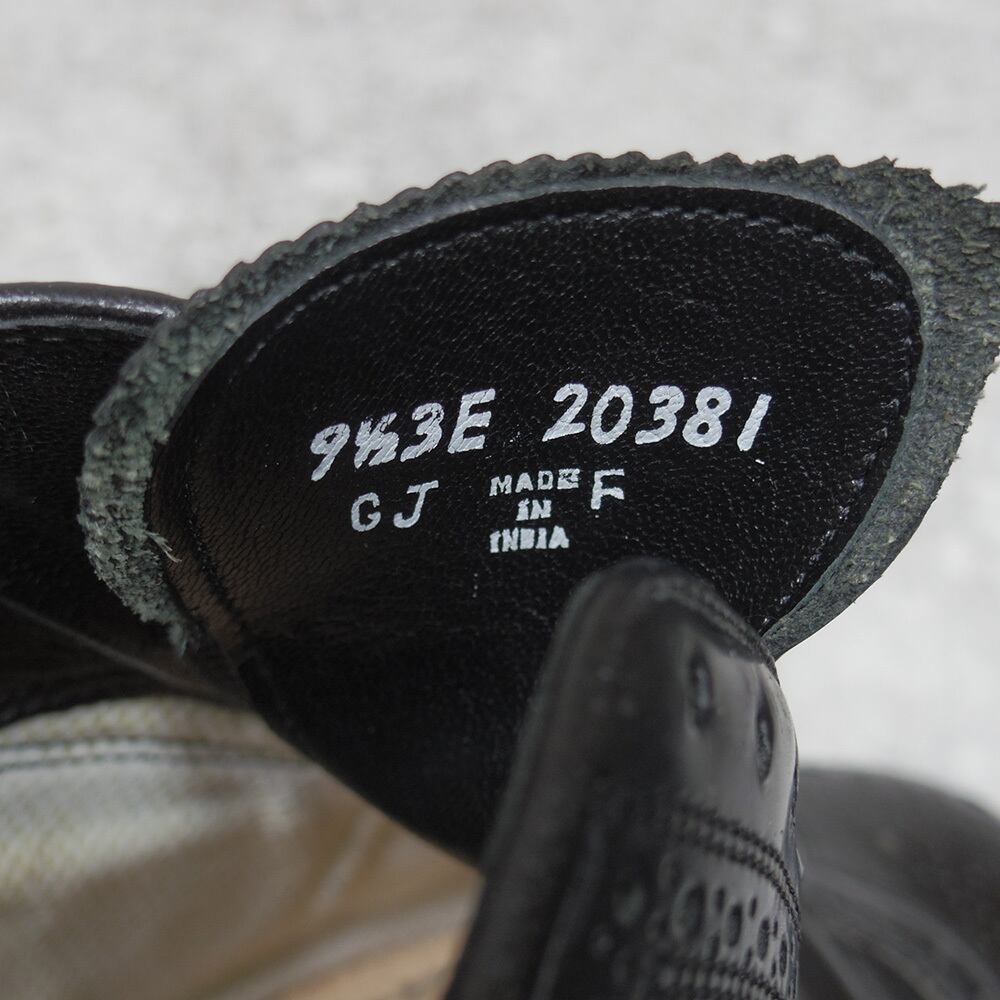 9½3E 20381
GJ MADE F
IN
INDIA